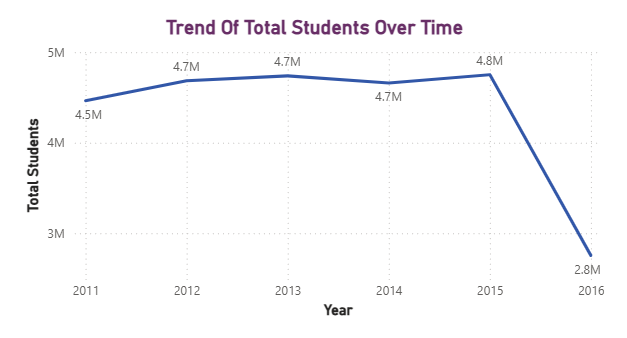 Trend Of Total Students Over Time
5M
4M
3M
Total Students
4.5M
4.7M
4.7M
4.7M
4.8M
2.8M
2011 2012 2013 2014 2015 2016
Year